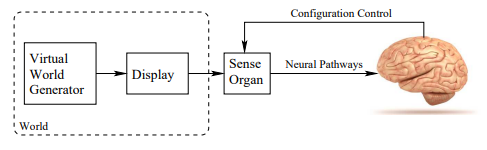 Configuration Control
Virtual
World
Generator
Display
Sense
Organ
Neural Pathways
World